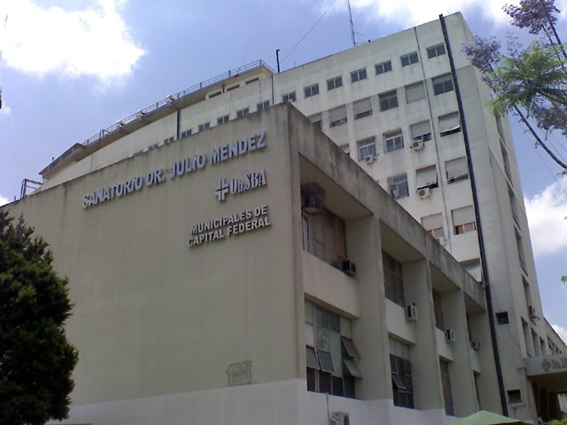 SANATORIO DR. JULIO MENDEZ
ObSBA
MUNICIPALES DE
CAPITAL FEDERAL